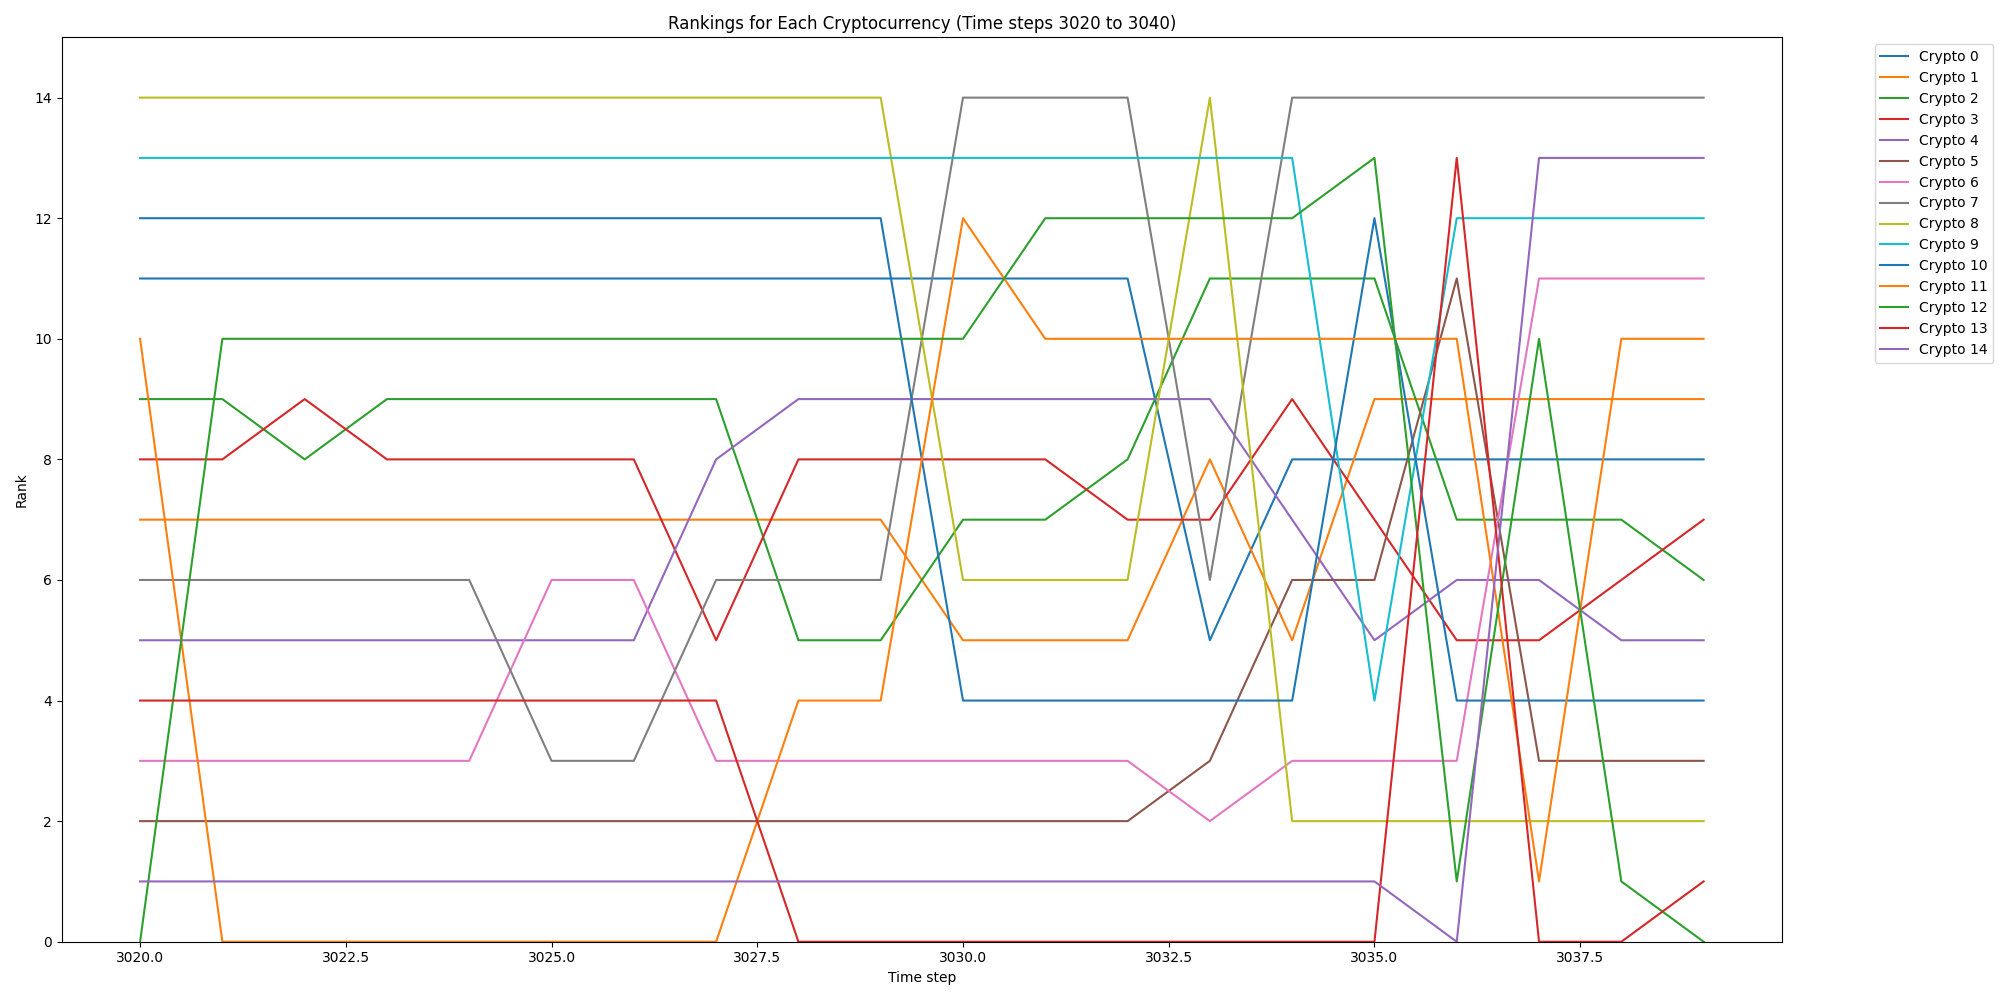 Rankings for Each Cryptocurrency (Time steps 3020 to 3040)
Rank
14
12
10
8
6
4
2
0
3020.0 3022.5 3025.0 3027.5 3030.0 3032.5 3035.0 3037.5
Time step
Crypto 0
Crypto 1
Crypto 2
Crypto 3
Crypto 4
Crypto 5
Crypto 6
Crypto 7
Crypto 8
Crypto 9
Crypto 10
Crypto 11
Crypto 12
Crypto 13
Crypto 14